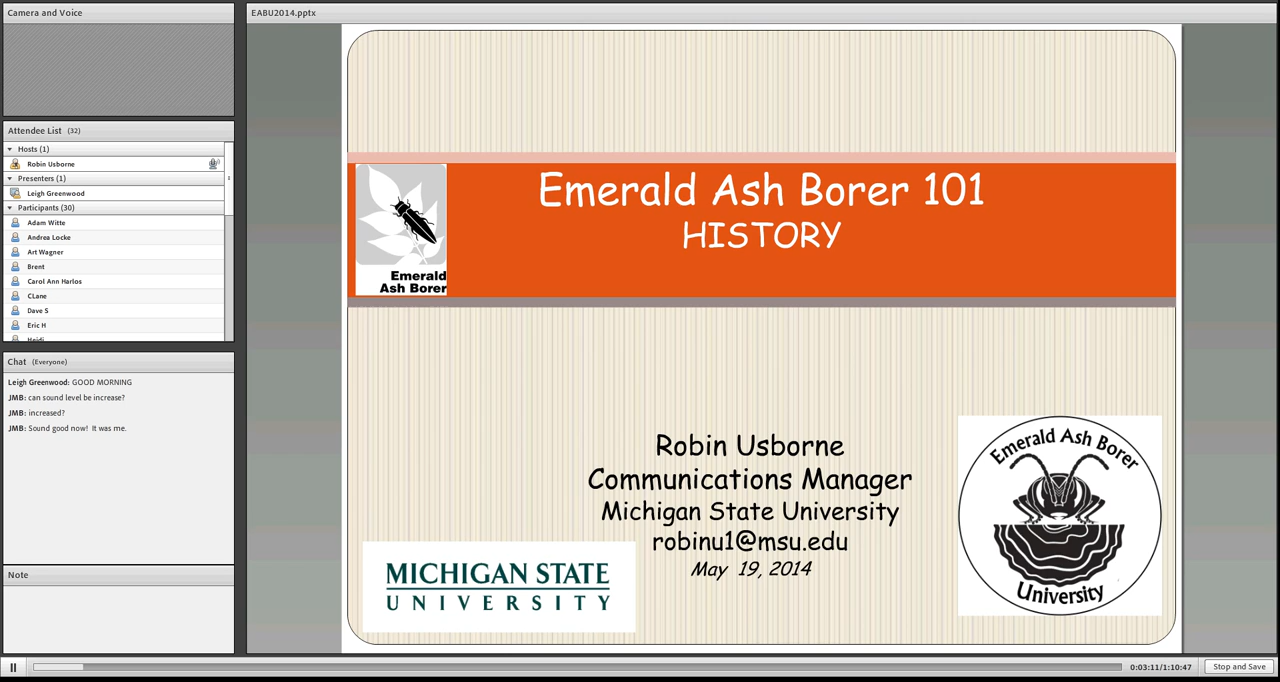 Camera and Voice
Attendee List (32)
Hosts (1)
Robin Usborne
Presenters (1)
Leigh Greenwood
Participants (30)
Adam Witte
Andrea Locke
Art Wagner
Brent
Carol Ann Harlos
CLane
Dave S
Eric H
Heidi
Chat (Everyone)
Leigh Greenwood: GOOD MORNING
JMB: can sound level be increase?
JMB: increased?
JMB: Sound good now! It was me.
Note
EABU2014.pptx
Emerald Ash Borer 101
HISTORY
Emerald
Ash Borer
Robin Usborne
Communications Manager
Michigan State University
robinu1@msu.edu
May 19, 2014
MICHIGAN STATE
UNIVERSITY
Emerald Ash Borer
University
0:03:11/1:10:47
Stop and Save